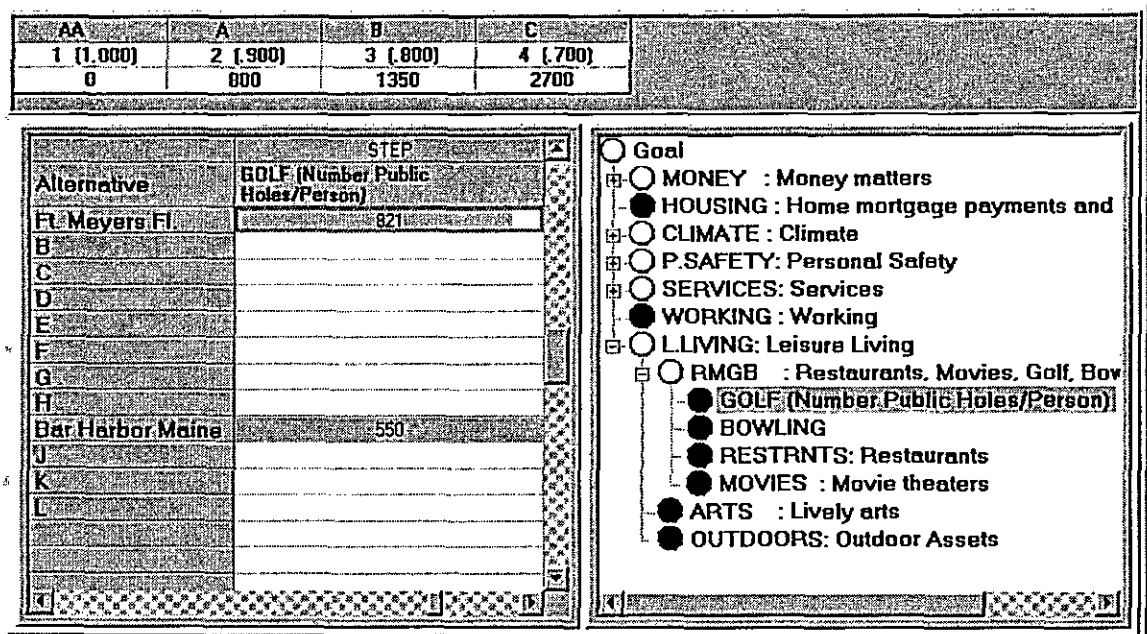 AA A B C
1 (1.000) 2 (.900) 3 (.800) 4 (.700)
0 800 1350 2700
STEP
Alternative GOLF (Number Public
Holes/Person)
Ft. Meyers Fl. 821
B
C
D
E
F
G
H
Bar Harbor Maine 550
J
K
L
Goal
MONEY : Money matters
HOUSING : Home mortgage payments and
CLIMATE : Climate
P.SAFETY: Personal Safety
SERVICES: Services
WORKING : Working
L.LIVING: Leisure Living
RMGB : Restaurants, Movies, Golf, Bow
GOLF (Number Public Holes/Person)
BOWLING
RESTRNTS: Restaurants
MOVIES : Movie theaters
ARTS : Lively arts
OUTDOORS: Outdoor Assets